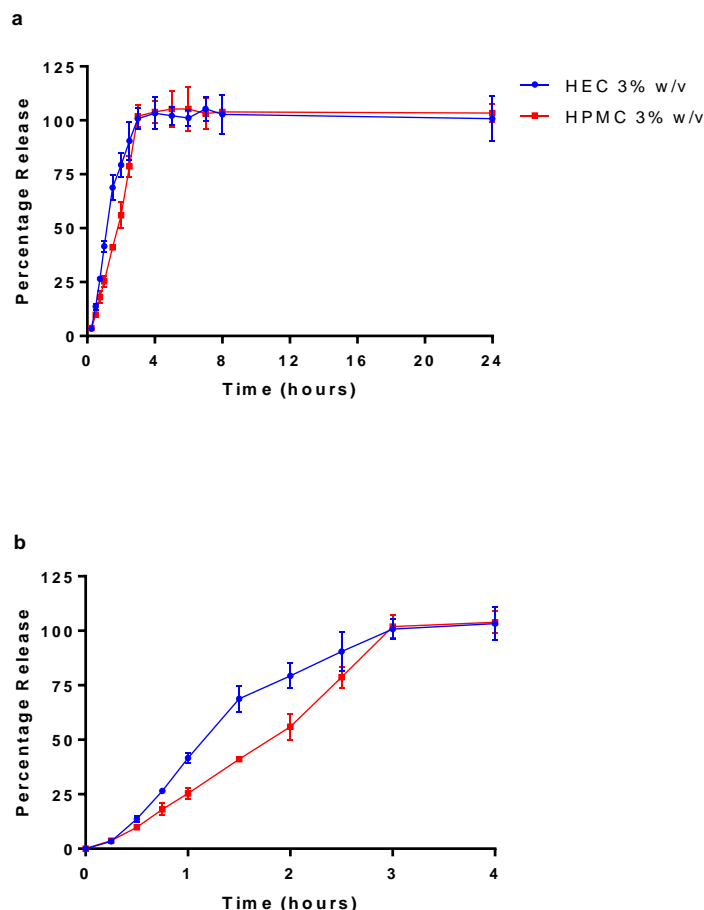 a
125
100
75
50
25
0
Percentage Release
0 4 8 12 16 20 24
Time (hours)
HEC 3% w/v
HPMC 3% w/v
b
125
100
75
50
25
0
Percentage Release
0 1 2 3 4
Time (hours)